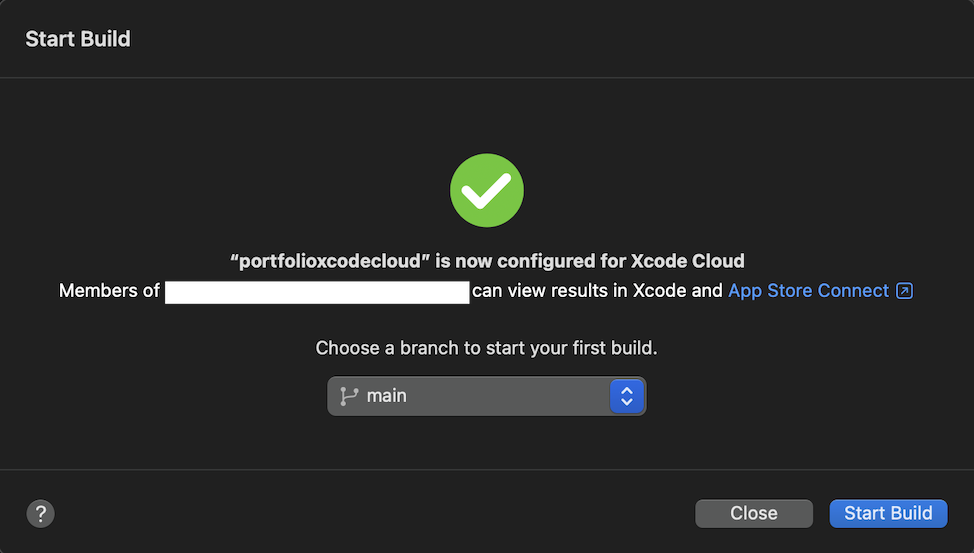 Start Build
“portfolioxcodecloud” is now configured for Xcode Cloud
Members of can view results in Xcode and App Store Connect
Choose a branch to start your first build.
main
?
Close
Start Build